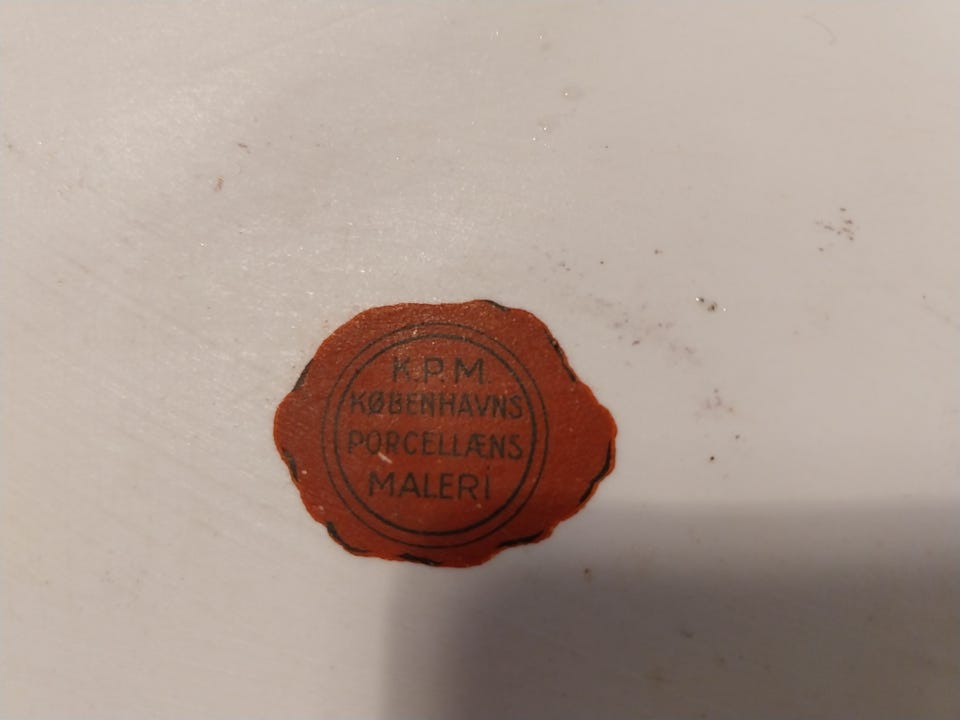 K.P.M.
KØBENHAVNS
PORCELLÆNS
MALERI